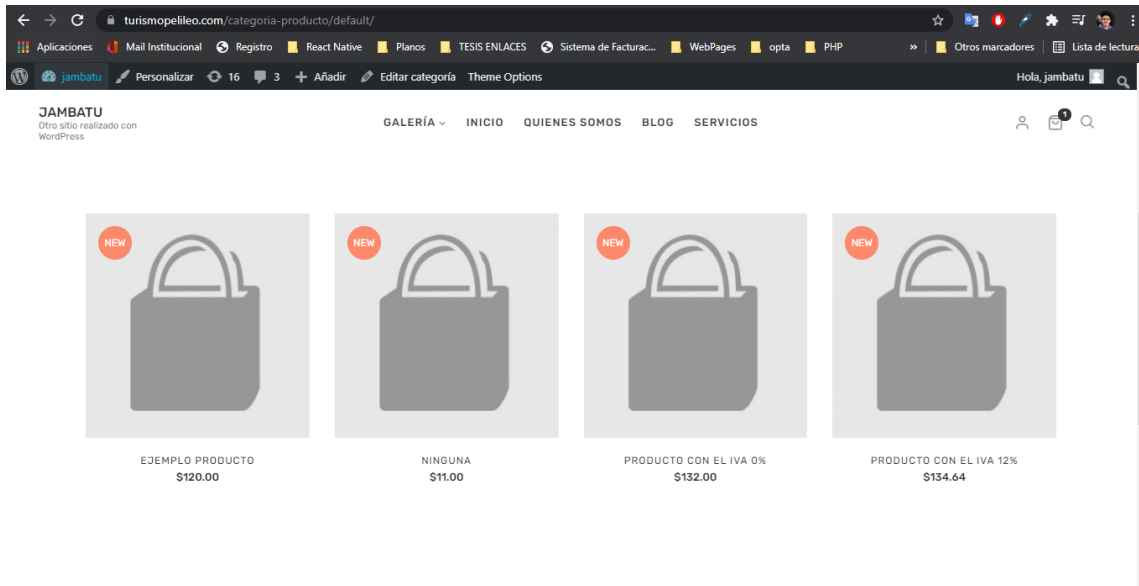 turismopelileo.com/categoria-producto/default/
Aplicaciones Mail Institucional Registro React Native Planos TESIS ENLACES Sistema de Facturac... WebPages opta PHP » Otros marcadores Lista de lectura
jambatu Personalizar 16 3 + Añadir Editar categoría Theme Options Hola, jambatu
JAMBATU
Otro sitio realizado con
WordPress
GALERÍA INICIO QUIENES SOMOS BLOG SERVICIOS
1
NEW NEW NEW NEW
EJEMPLO PRODUCTO NINGUNA PRODUCTO CON EL IVA 0% PRODUCTO CON EL IVA 12%
$120.00 $11.00 $132.00 $134.64